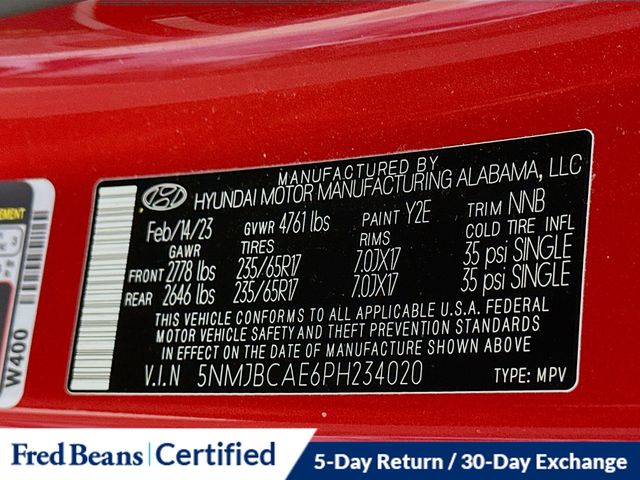 MANUFACTURED BY
HYUNDAI MOTOR MANUFACTURING ALABAMA, LLC
Feb/14/23 GVWR 4761 lbs PAINT Y2E TRIM NNB
GAWR TIRES RIMS COLD TIRE INFL
FRONT 2778 lbs 235/65R17 7.0JX17 35 psi SINGLE
REAR 2646 lbs 235/65R17 7.0JX17 35 psi SINGLE
THIS VEHICLE CONFORMS TO ALL APPLICABLE U.S.A. FEDERAL
MOTOR VEHICLE SAFETY AND THEFT PREVENTION STANDARDS
IN EFFECT ON THE DATE OF MANUFACTURE SHOWN ABOVE
V.I.N 5NMJBCAE6PH234020 TYPE: MPV
W400
Fred Beans Certified
5-Day Return / 30-Day Exchange